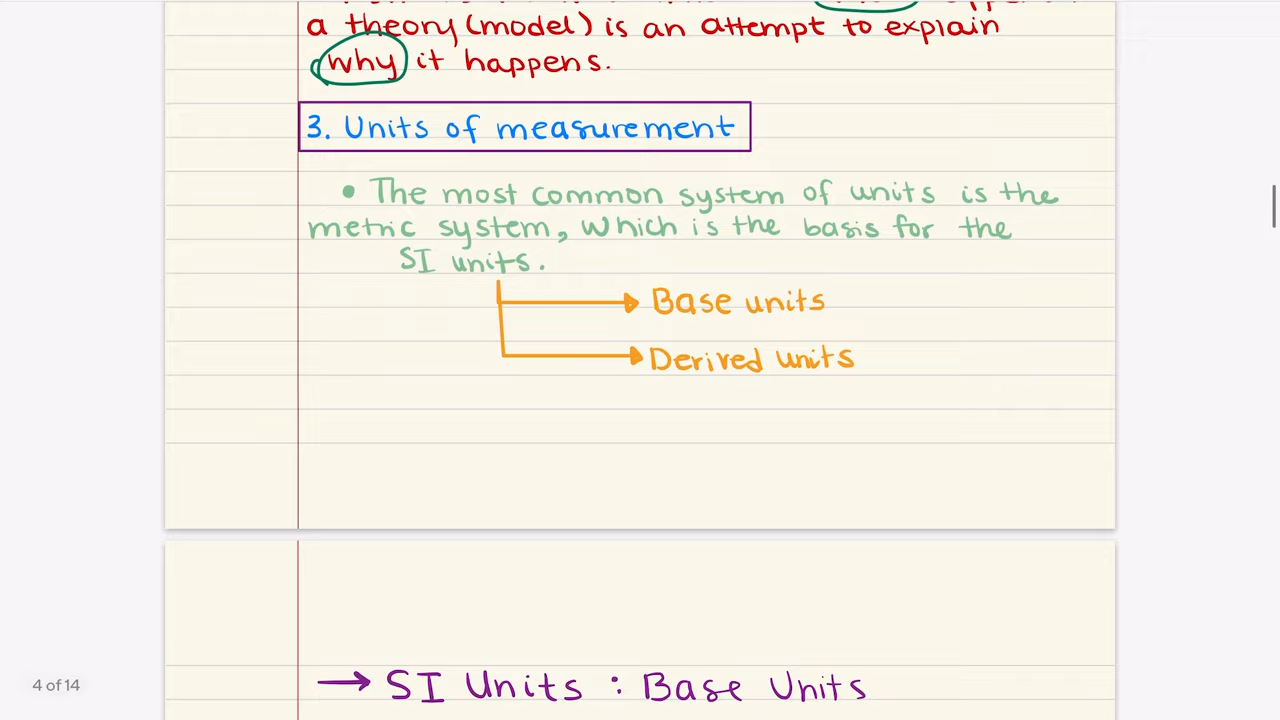 a theory (model) is an attempt to explain
why it happens.
3. Units of measurement
• The most common system of units is the
metric system, which is the basis for the
SI units.
Base units
Derived units
→ SI Units : Base Units
4 of 14